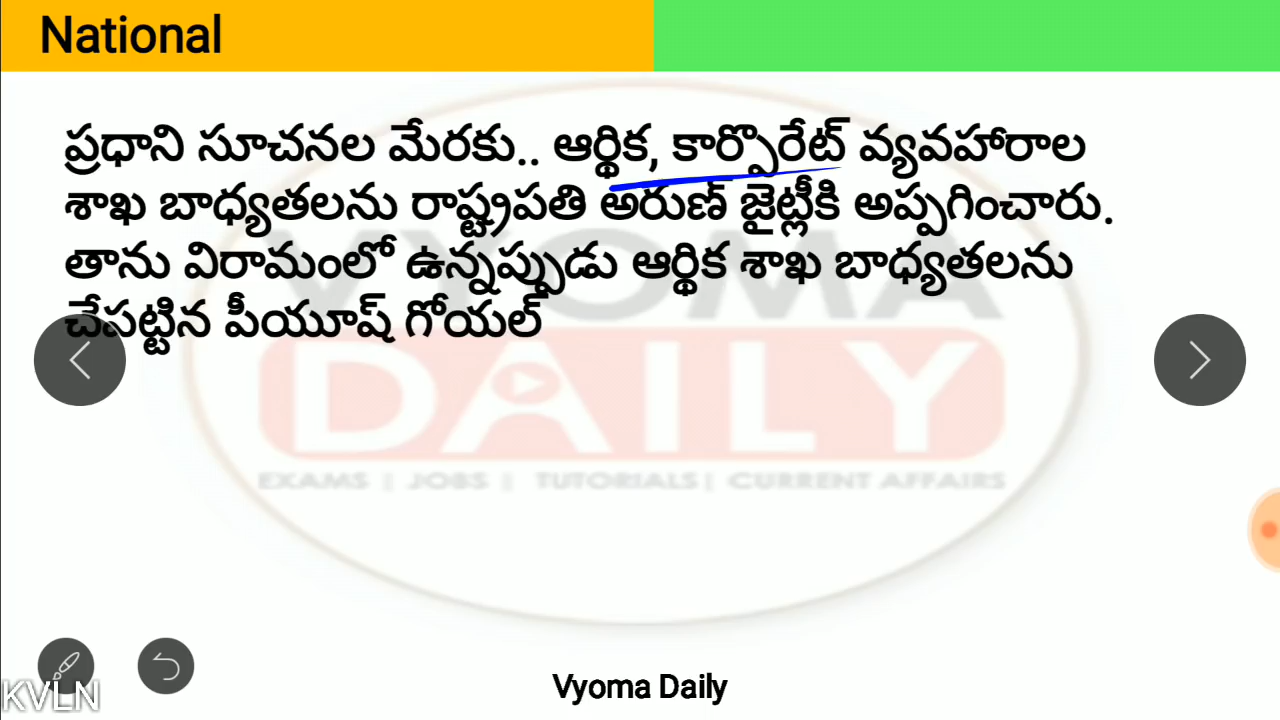 National
ప్రధాని సూచనల మేరకు.. ఆర్థిక, కార్పొరేట్ వ్యవహారాల
శాఖ బాధ్యతలను రాష్ట్రపతి అరుణ్ జైట్లీకి అప్పగించారు.
తాను విరామంలో ఉన్నప్పుడు ఆర్థిక శాఖ బాధ్యతలను
చేపట్టిన పీయూష్ గోయల్
VYOMA
DAILY
EXAMS | JOBS | TUTORIALS | CURRENT AFFAIRS
KVLN
Vyoma Daily